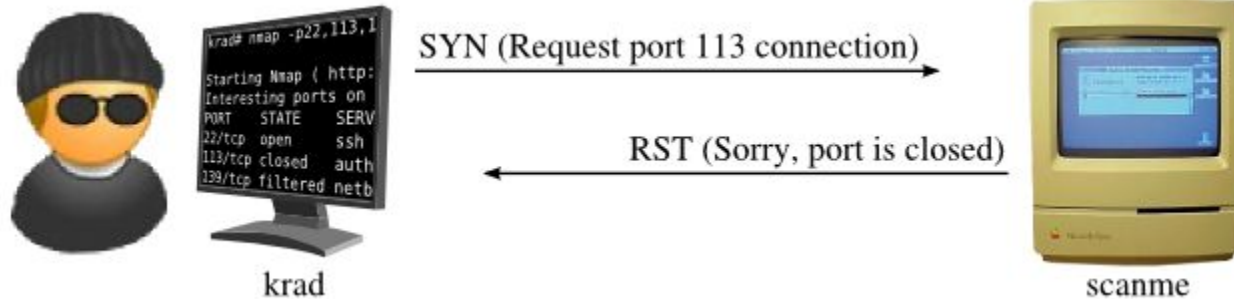 krad# nmap -p22,113,1
Starting Nmap ( http:
Interesting ports on
PORT STATE SERV
22/tcp open ssh
113/tcp closed auth
139/tcp filtered netb
SYN (Request port 113 connection)
RST (Sorry, port is closed)
krad
scanme